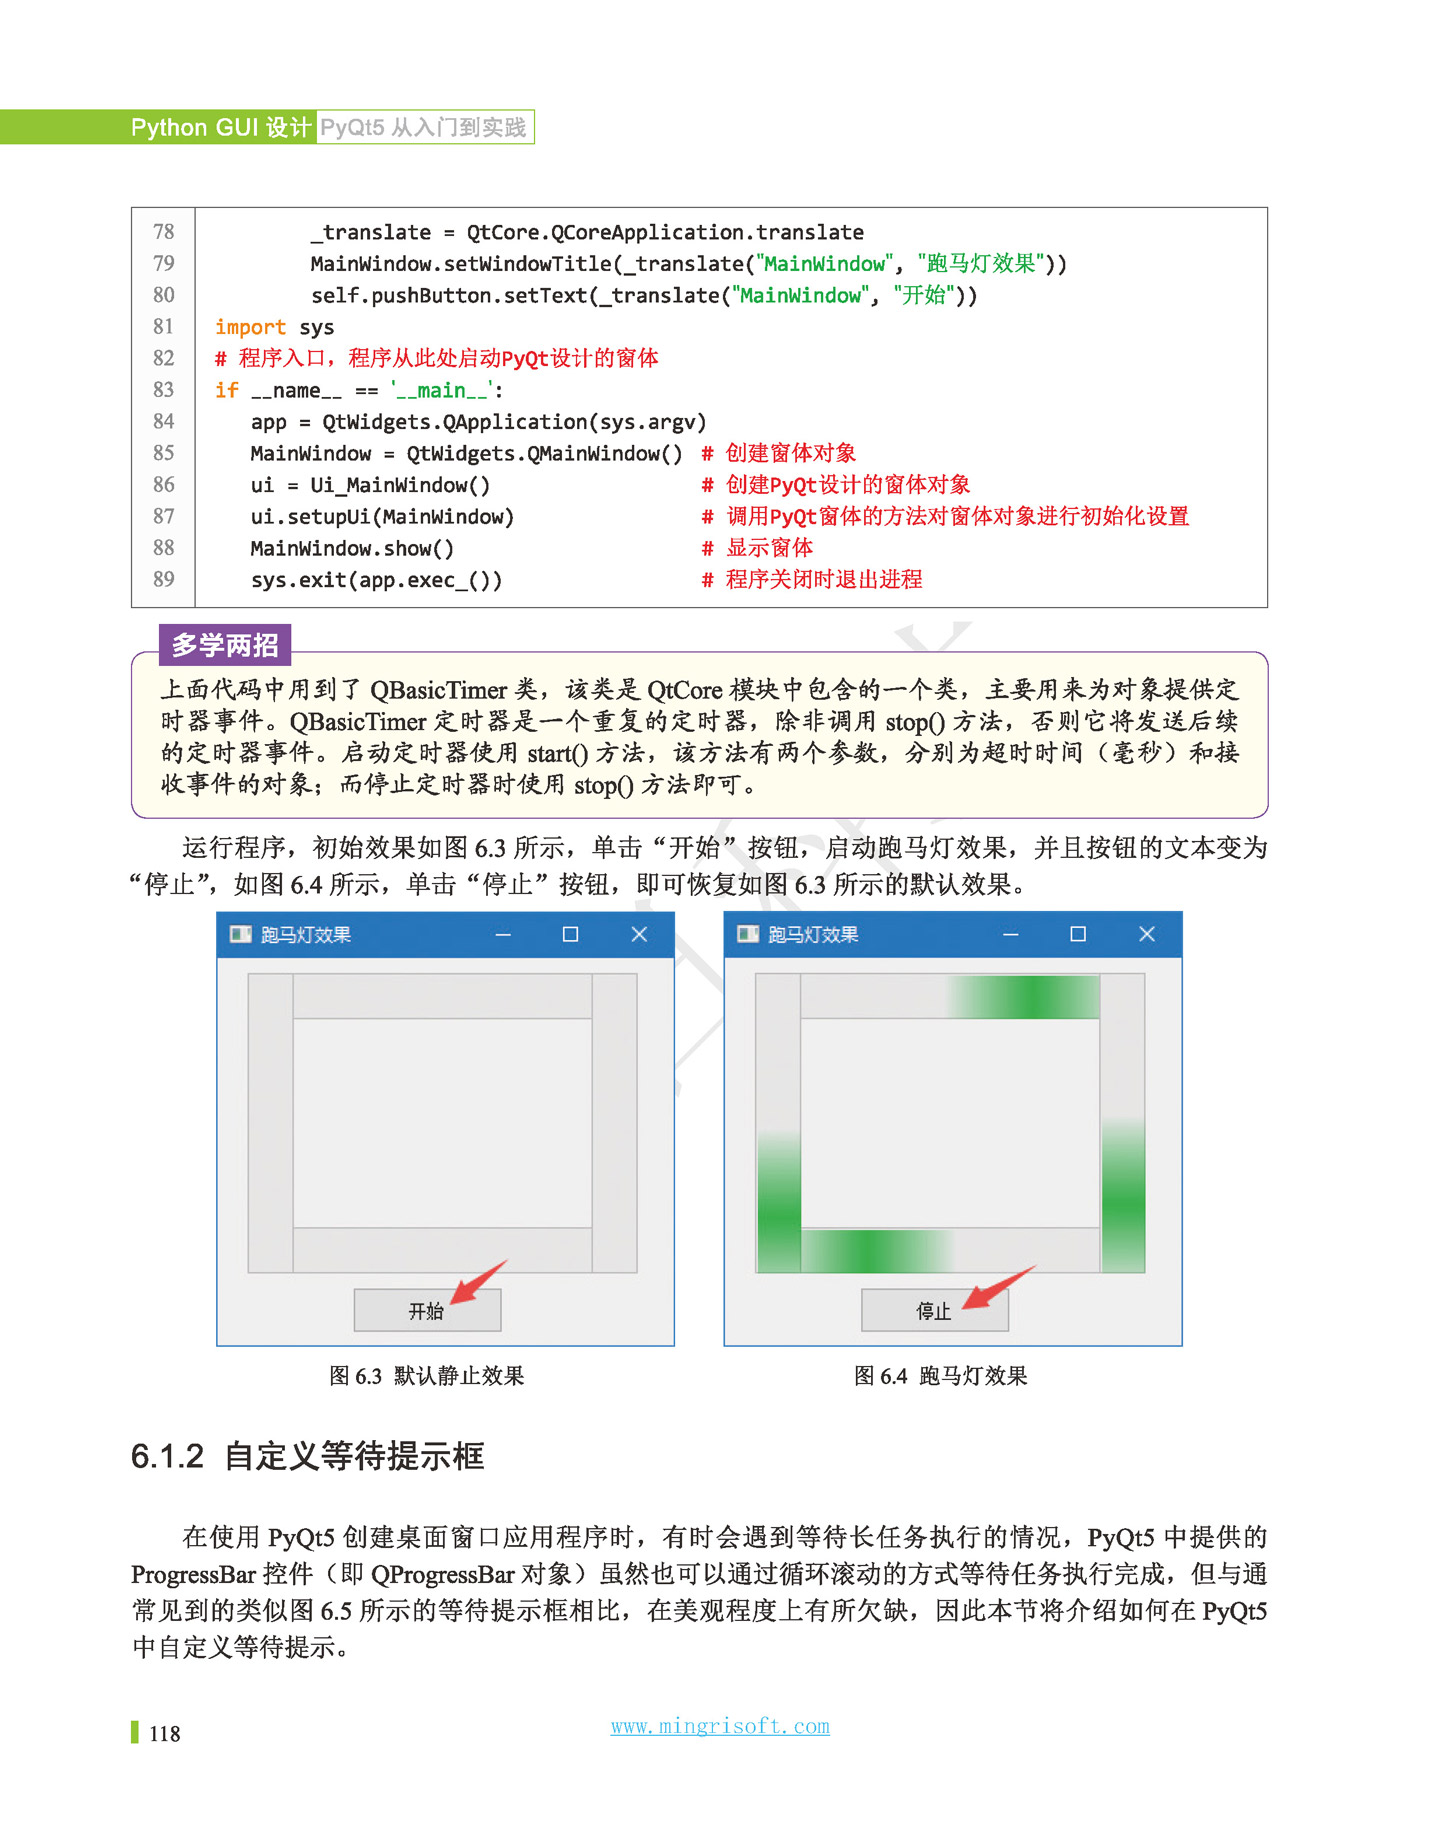 Python GUI 设计 PyQt5 从入门到实践
78 _translate = QtCore.QCoreApplication.translate
79 MainWindow.setWindowTitle(_translate("MainWindow", "跑马灯效果"))
80 self.pushButton.setText(_translate("MainWindow", "开始"))
81 import sys
82 # 程序入口，程序从此处启动PyQt设计的窗体
83 if __name__ == '__main__':
84 app = QtWidgets.QApplication(sys.argv)
85 MainWindow = QtWidgets.QMainWindow() # 创建窗体对象
86 ui = Ui_MainWindow() # 创建PyQt设计的窗体对象
87 ui.setupUi(MainWindow) # 调用PyQt窗体的方法对窗体对象进行初始化设置
88 MainWindow.show() # 显示窗体
89 sys.exit(app.exec_()) # 程序关闭时退出进程
多学两招
上面代码中用到了 QBasicTimer 类，该类是 QtCore 模块中包含的一个类，主要用来为对象提供定
时器事件。QBasicTimer 定时器是一个重复的定时器，除非调用 stop() 方法，否则它将发送后续
的定时器事件。启动定时器使用 start() 方法，该方法有两个参数，分别为超时时间（毫秒）和接
收事件的对象；而停止定时器时使用 stop() 方法即可。
运行程序，初始效果如图 6.3 所示，单击“开始”按钮，启动跑马灯效果，并且按钮的文本变为
“停止”，如图 6.4 所示，单击“停止”按钮，即可恢复如图 6.3 所示的默认效果。
跑马灯效果
开始
图 6.3 默认静止效果
跑马灯效果
停止
图 6.4 跑马灯效果
6.1.2 自定义等待提示框
在使用 PyQt5 创建桌面窗口应用程序时，有时会遇到等待长任务执行的情况，PyQt5 中提供的
ProgressBar 控件（即 QProgressBar 对象）虽然也可以通过循环滚动的方式等待任务执行完成，但与通
常见到的类似图 6.5 所示的等待提示框相比，在美观程度上有所欠缺，因此本节将介绍如何在 PyQt5
中自定义等待提示。
118
www.mingrisoft.com